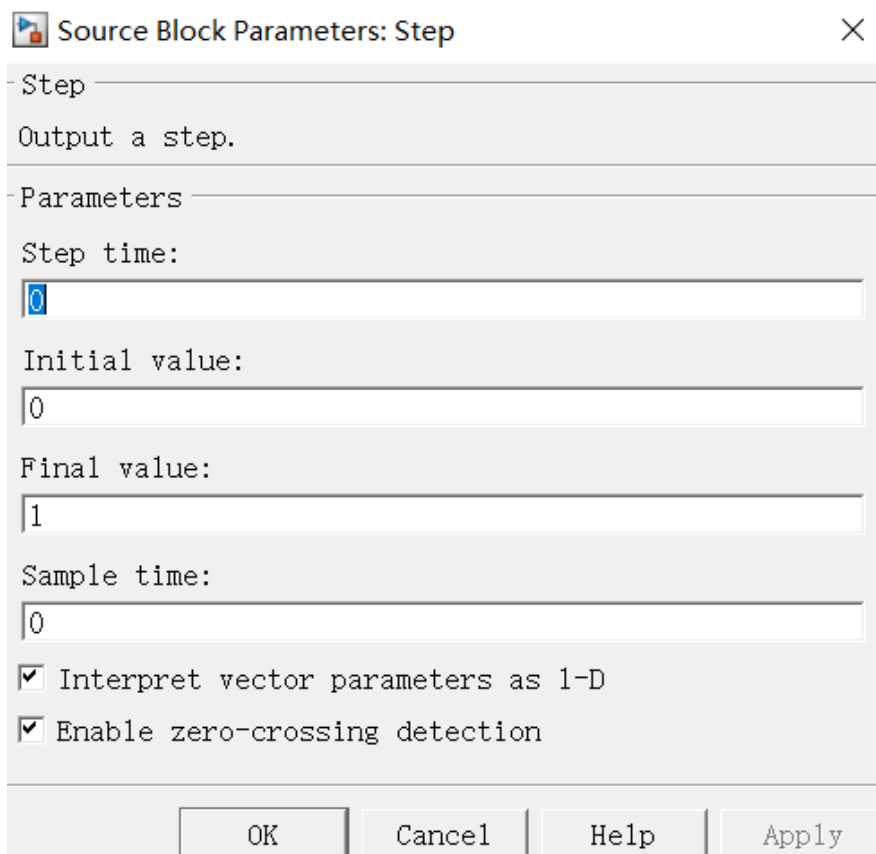 Source Block Parameters: Step
Step
Output a step.
Parameters
Step time:
0
Initial value:
0
Final value:
1
Sample time:
0
Interpret vector parameters as 1-D
Enable zero-crossing detection
OK Cancel Help Apply